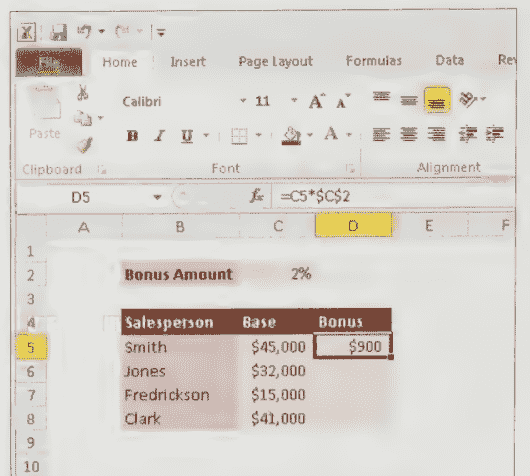 File Home Insert Page Layout Formulas Data Re
Calibri 11 A A
Paste B I U A
Clipboard Font Alignment
D5 fx =C5*$C$2
A B C D E F
1
2 Bonus Amount 2%
3
4 Salesperson Base Bonus
5 Smith $45,000 $900
6 Jones $32,000
7 Fredrickson $15,000
8 Clark $41,000
9
10